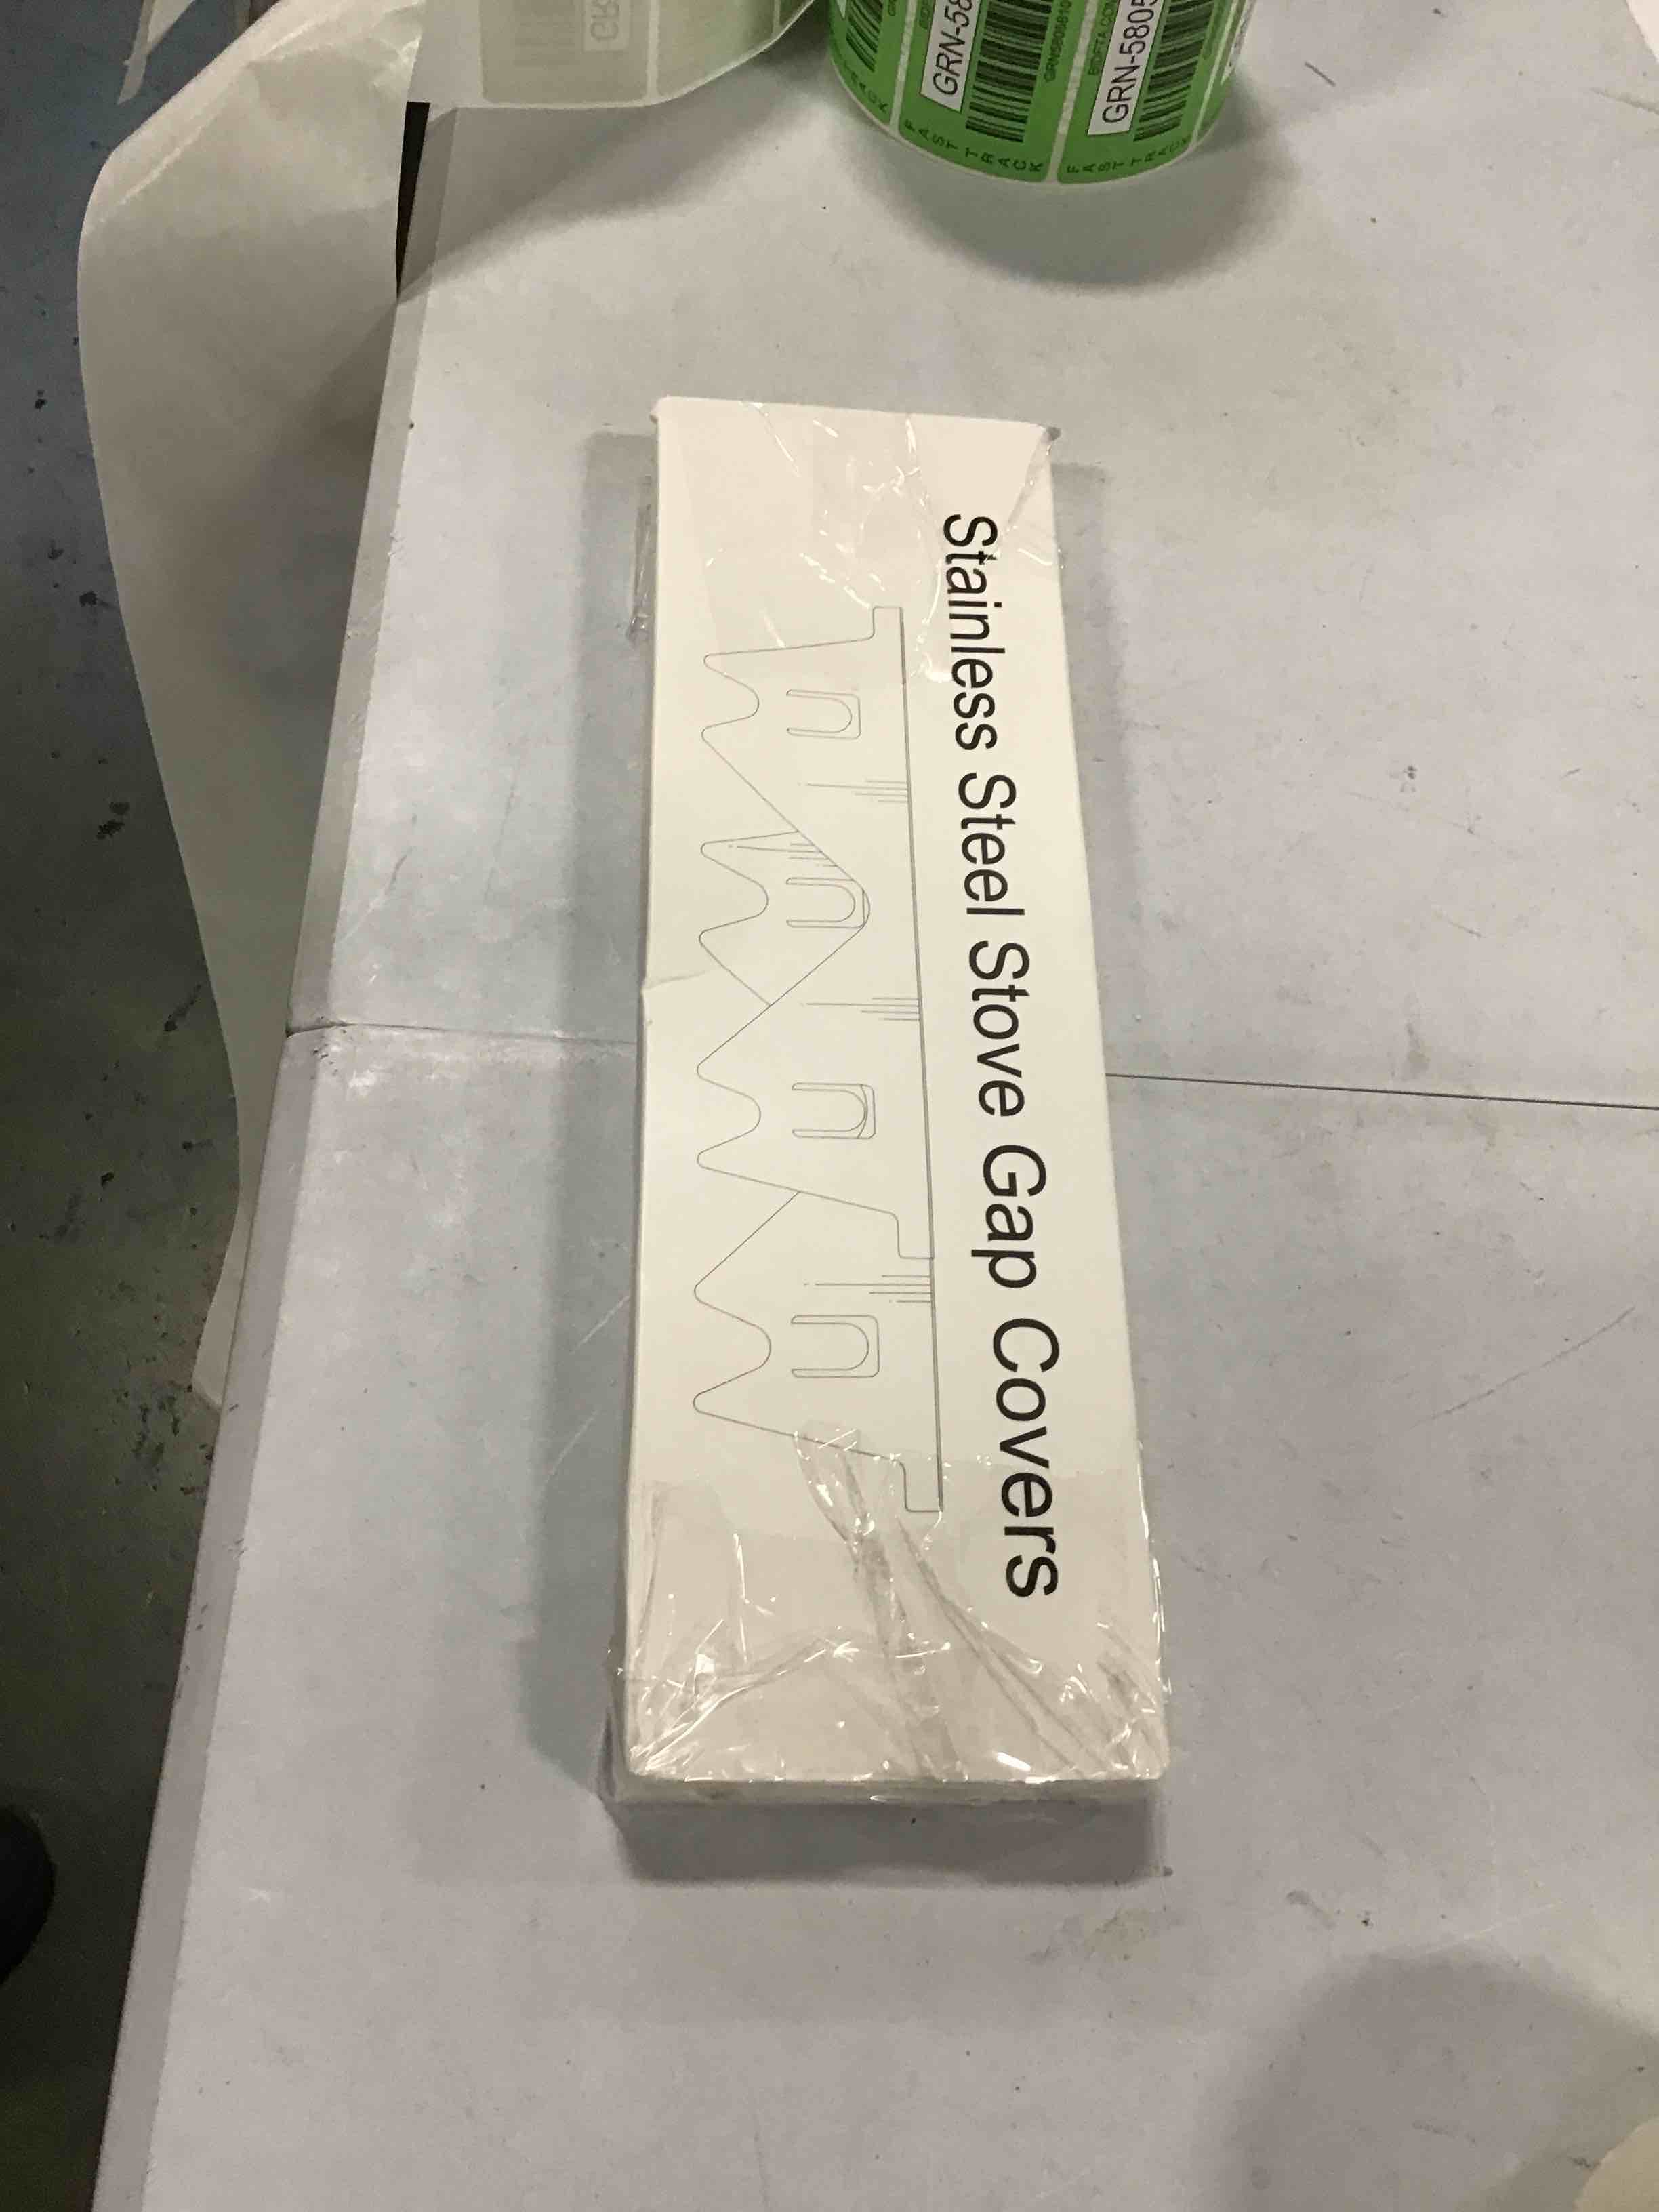 Stainless Steel Stove Gap Covers
GRN-58
FAST TRACK
GRN-5805
FAST TRACK